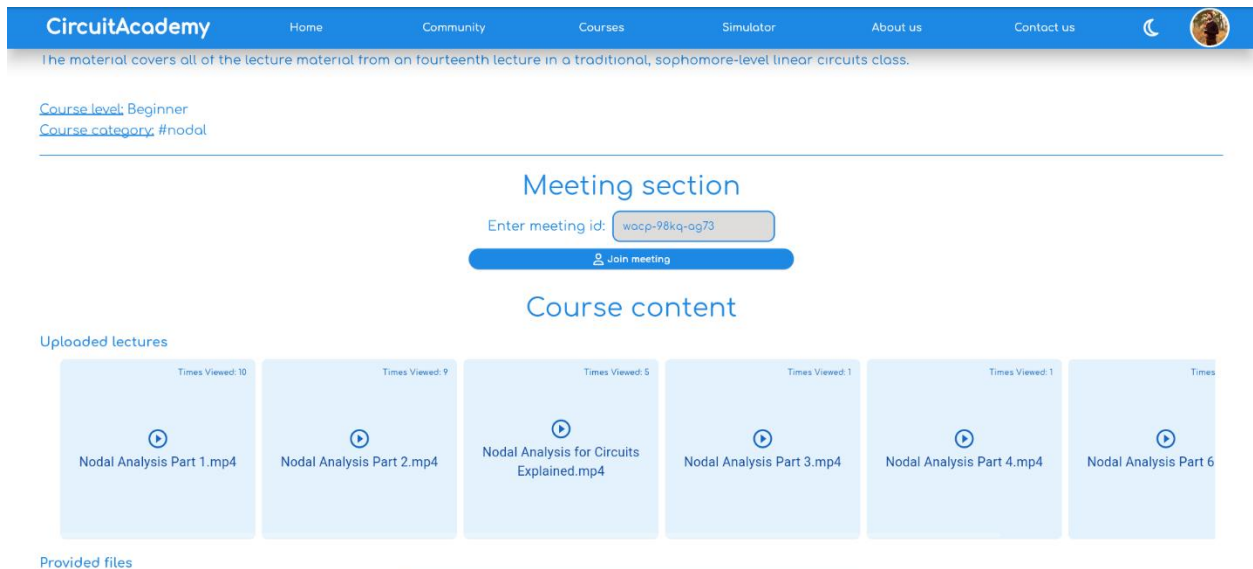 CircuitAcademy Home Community Courses Simulator About us Contact us
The material covers all of the lecture material from an fourteenth lecture in a traditional, sophomore-level linear circuits class.
Course level: Beginner
Course category: #nodal
Meeting section
Enter meeting id: wacp-98kq-ag73
Join meeting
Course content
Uploaded lectures
Times Viewed: 10 Times Viewed: 9 Times Viewed: 5 Times Viewed: 1 Times Viewed: 1 Times
Nodal Analysis Part 1.mp4 Nodal Analysis Part 2.mp4 Nodal Analysis for Circuits Explained.mp4 Nodal Analysis Part 3.mp4 Nodal Analysis Part 4.mp4 Nodal Analysis Part 6
Provided files